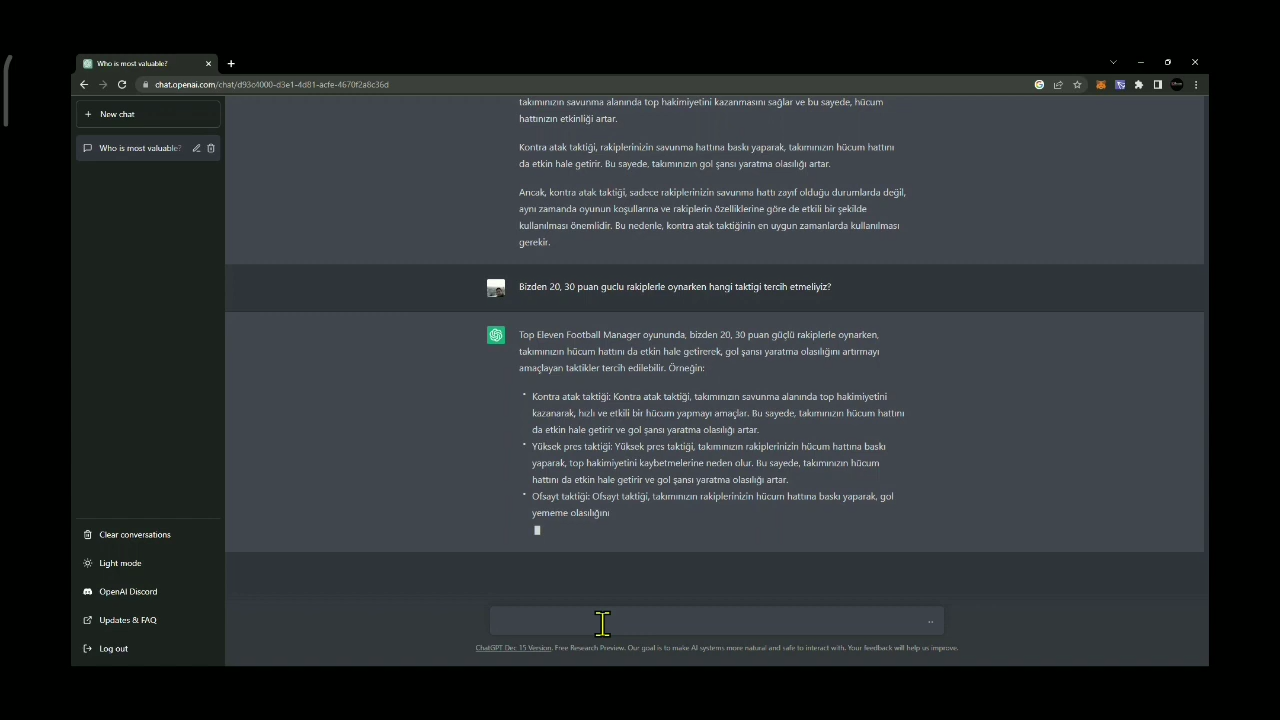 Who is most valuable?
chat.openai.com/chat/d93c4000-d3e1-4d81-acfe-4670f2a8c36d
New chat
Who is most valuable?
takımınızın savunma alanında top hakimiyetini kazanmasını sağlar ve bu sayede, hücum
hattınızın etkinliği artar.
Kontra atak taktiği, rakiplerinizin savunma hattına baskı yaparak, takımınızın hücum hattını
da etkin hale getirir. Bu sayede, takımınızın gol şansı yaratma olasılığı artar.
Ancak, kontra atak taktiği, sadece rakiplerinizin savunma hattı zayıf olduğu durumlarda değil,
aynı zamanda oyunun koşullarına ve rakiplerin özelliklerine göre de etkili bir şekilde
kullanılması önemlidir. Bu nedenle, kontra atak taktiğinin en uygun zamanlarda kullanılması
gerekir.
Bizden 20, 30 puan guclu rakiplerle oynarken hangi taktigi tercih etmeliyiz?
Top Eleven Football Manager oyununda, bizden 20, 30 puan güçlü rakiplerle oynarken,
takımınızın hücum hattını da etkin hale getirerek, gol şansı yaratma olasılığını artırmayı
amaçlayan taktikler tercih edilebilir. Örneğin:
• Kontra atak taktiği: Kontra atak taktiği, takımınızın savunma alanında top hakimiyetini
kazanarak, hızlı ve etkili bir hücum yapmayı amaçlar. Bu sayede, takımınızın hücum hattını
da etkin hale getirir ve gol şansı yaratma olasılığı artar.
• Yüksek pres taktiği: Yüksek pres taktiği, takımınızın rakiplerinizin hücum hattına baskı
yaparak, top hakimiyetini kaybetmelerine neden olur. Bu sayede, takımınızın hücum
hattını da etkin hale getirir ve gol şansı yaratma olasılığı artar.
• Ofsayt taktiği: Ofsayt taktiği, takımınızın rakiplerinizin hücum hattına baskı yaparak, gol
yememe olasılığını
Clear conversations
Light mode
OpenAI Discord
Updates & FAQ
Log out
ChatGPT Dec 15 Version. Free Research Preview. Our goal is to make AI systems more natural and safe to interact with. Your feedback will help us improve.